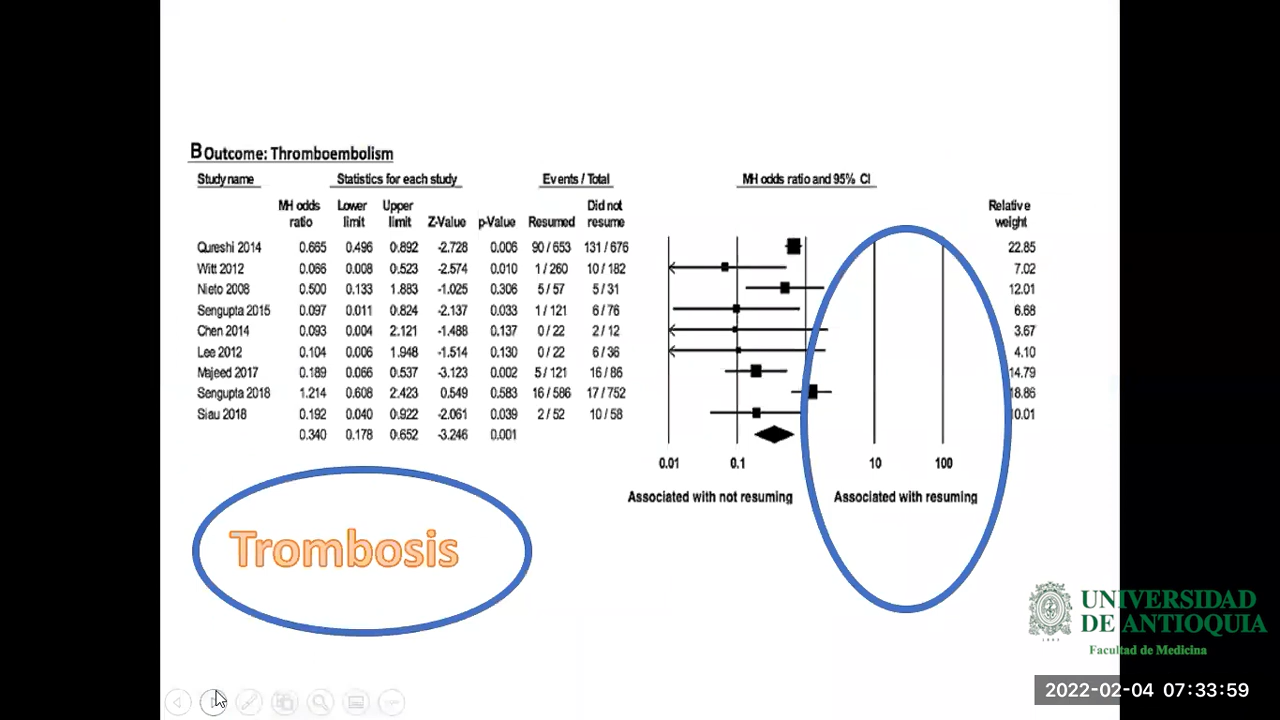 B Outcome: Thromboembolism
Study name Statistics for each study Events / Total MH odds ratio and 95% CI
MH odds ratio Lower limit Upper limit Z-Value p-Value Resumed Did not resume Relative weight
Qureshi 2014 0.665 0.496 0.892 -2.728 0.006 90 / 653 131 / 676 22.85
Witt 2012 0.066 0.008 0.523 -2.574 0.010 1 / 260 10 / 182 7.02
Nieto 2008 0.500 0.133 1.883 -1.025 0.306 5 / 57 5 / 31 12.01
Sengupta 2015 0.097 0.011 0.824 -2.137 0.033 1 / 121 6 / 76 6.68
Chen 2014 0.093 0.004 2.121 -1.488 0.137 0 / 22 2 / 12 3.67
Lee 2012 0.104 0.006 1.948 -1.514 0.130 0 / 22 6 / 36 4.10
Majeed 2017 0.189 0.066 0.537 -3.123 0.002 5 / 121 16 / 86 14.79
Sengupta 2018 1.214 0.608 2.423 0.549 0.583 16 / 586 17 / 752 18.86
Siau 2018 0.192 0.040 0.922 -2.061 0.039 2 / 52 10 / 58 10.01
0.340 0.178 0.652 -3.246 0.001
0.01 0.1 10 100
Associated with not resuming Associated with resuming
Trombosis
UNIVERSIDAD
DE ANTIOQUIA
Facultad de Medicina
2022-02-04 07:33:59